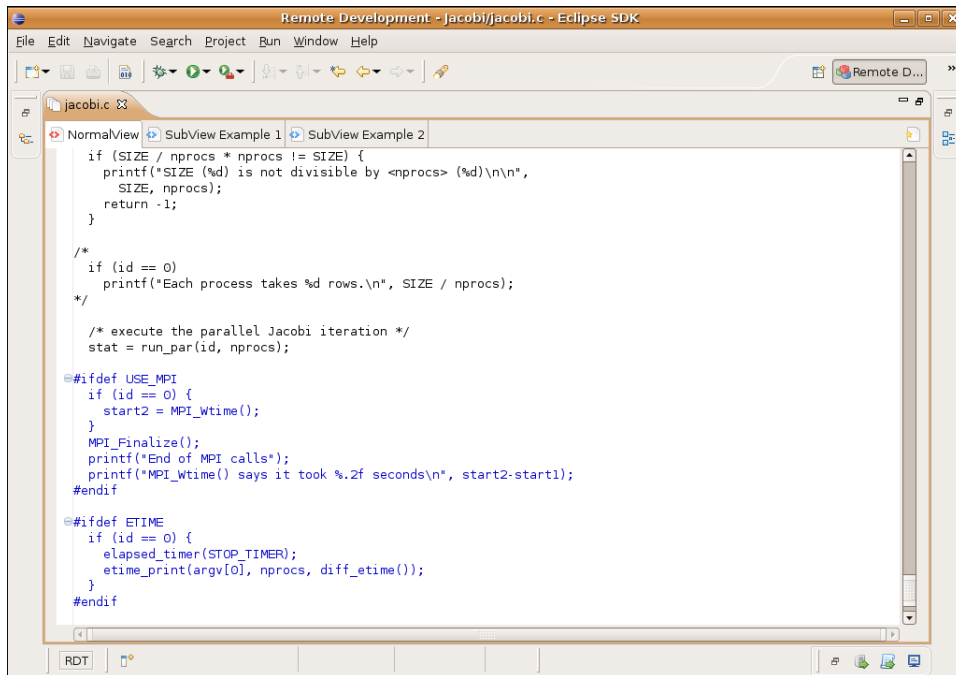 Remote Development - Jacobi/jacobi.c - Eclipse SDK
File Edit Navigate Search Project Run Window Help
Remote D...
jacobi.c
NormalView SubView Example 1 SubView Example 2
if (SIZE / nprocs * nprocs != SIZE) {
printf("SIZE (%d) is not divisible by <nprocs> (%d)\n\n",
SIZE, nprocs);
return -1;
}
/*
if (id == 0)
printf("Each process takes %d rows.\n", SIZE / nprocs);
*/
/* execute the parallel Jacobi iteration */
stat = run_par(id, nprocs);
#ifdef USE_MPI
if (id == 0) {
start2 = MPI_Wtime();
}
MPI_Finalize();
printf("End of MPI calls");
printf("MPI_Wtime() says it took %.2f seconds\n", start2-start1);
#endif
#ifdef ETIME
if (id == 0) {
elapsed_timer(STOP_TIMER);
etime_print(argv[0], nprocs, diff_etime());
}
#endif
RDT